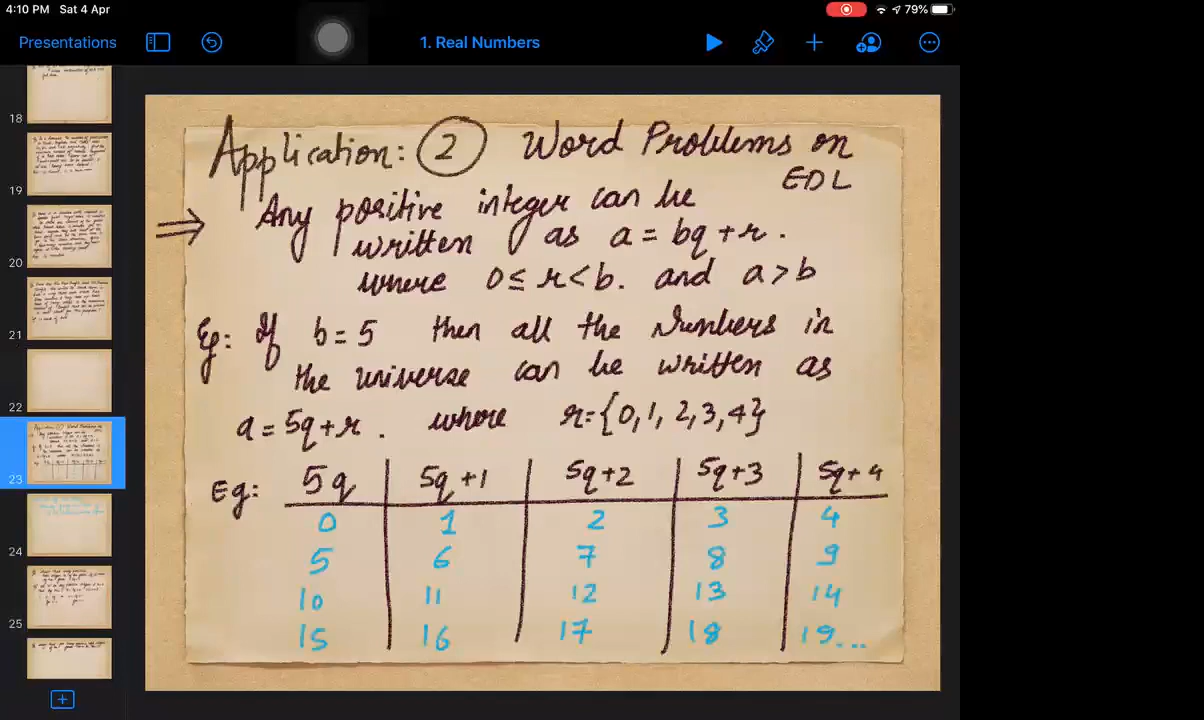 4:10 PM Sat 4 Apr
79%
Presentations
1. Real Numbers
18
19
20
21
22
23
24
25
Application: 2 Word Problems on
EDL
⇒ Any positive integer can be
written as a = bq + r.
where 0 ≤ r < b. and a > b
Eg: If b = 5 then all the Numbers in
the universe can be written as
a = 5q + r. where r = {0, 1, 2, 3, 4}
Eg: 5q 5q + 1 5q + 2 5q + 3 5q + 4
0 1 2 3 4
5 6 7 8 9
10 11 12 13 14
15 16 17 18 19...